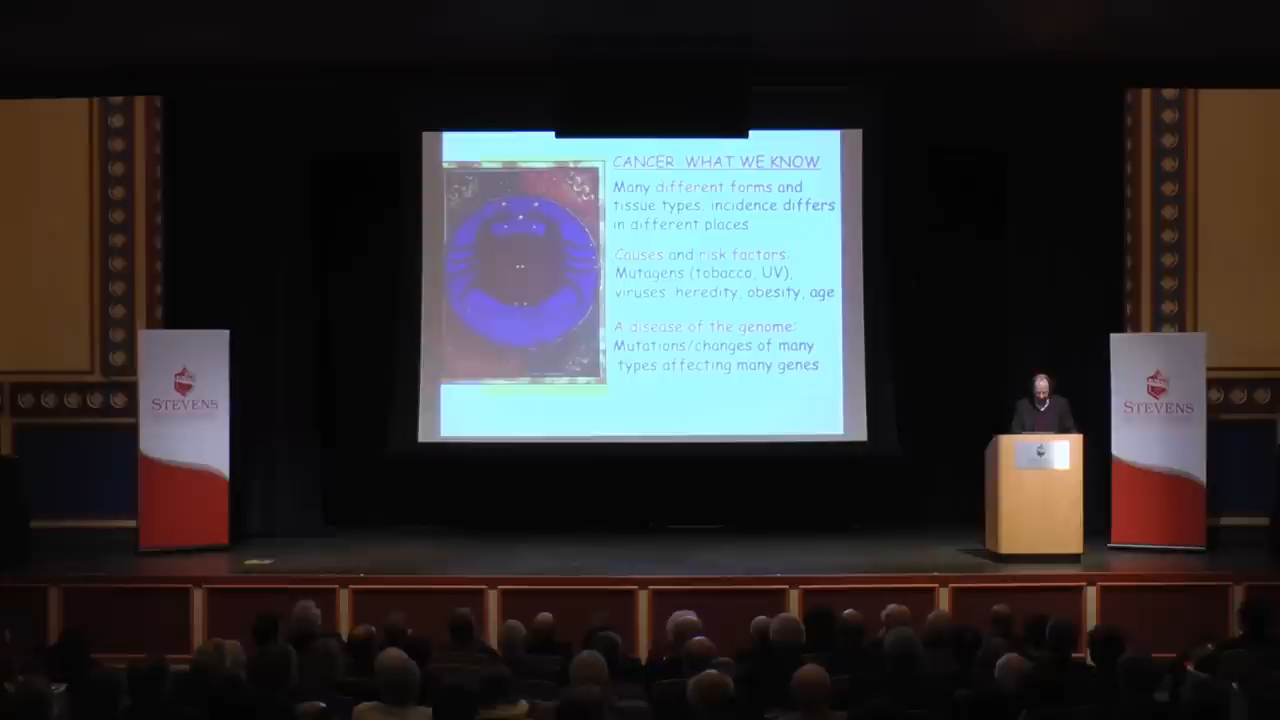 CANCER: WHAT WE KNOW
Many different forms and
tissue types, incidence differs
in different places
Causes and risk factors:
Mutagens (tobacco, UV),
viruses, heredity, obesity, age
A disease of the genome:
Mutations/changes of many
types affecting many genes
STEVENS
STEVENS